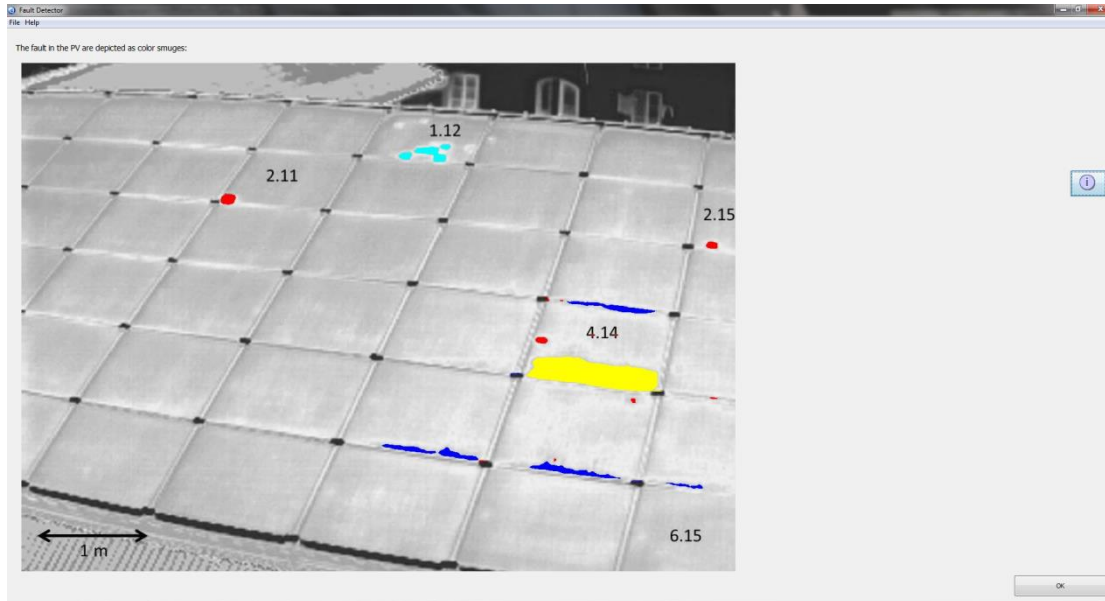 Fault Detector
File Help
The fault in the PV are depicted as color smuges:
1.12
2.11
2.15
4.14
6.15
1 m
OK